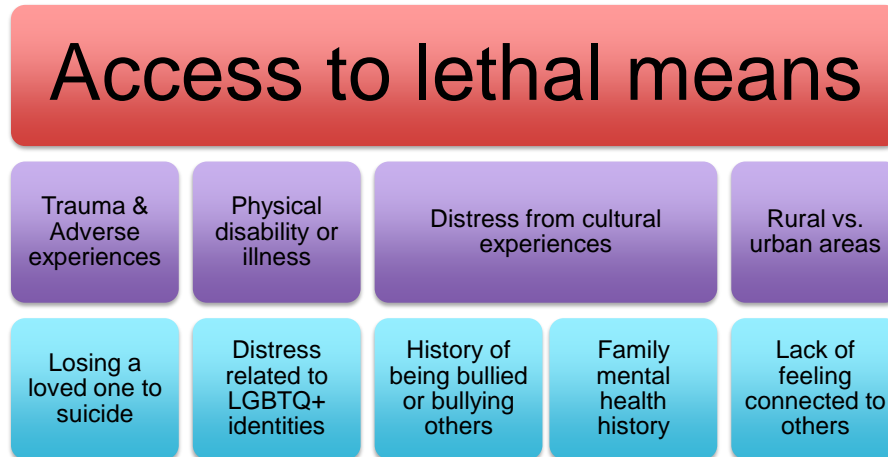 Access to lethal means
Trauma &
Adverse
experiences
Physical
disability or
illness
Distress from cultural
experiences
Rural vs.
urban areas
Losing a
loved one to
suicide
Distress
related to
LGBTQ+
identities
History of
being bullied
or bullying
others
Family
mental
health
history
Lack of
feeling
connected to
others